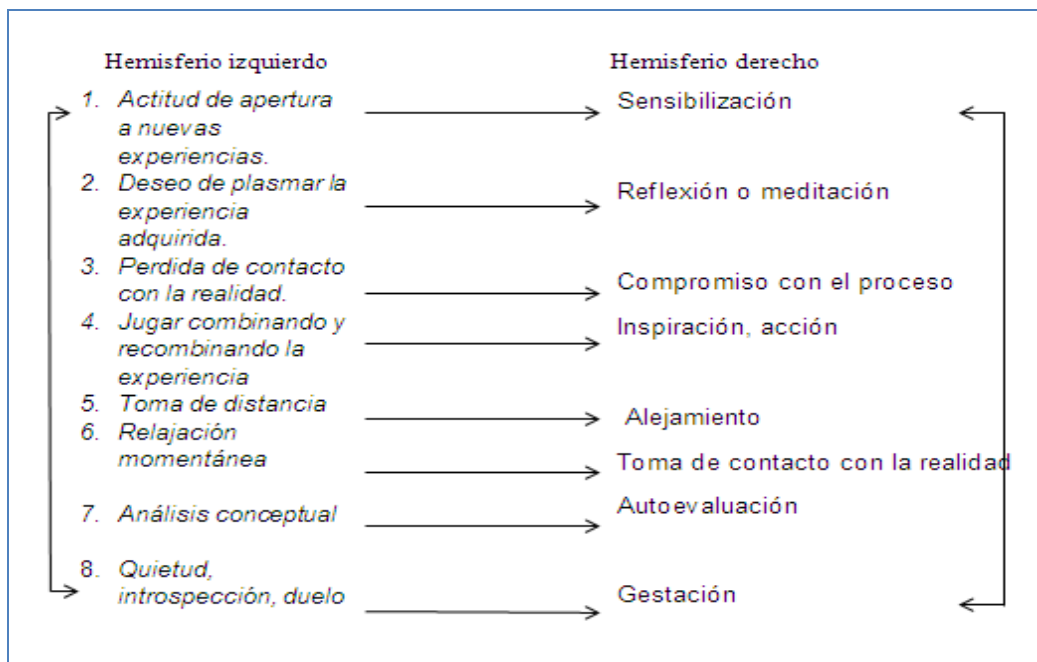 Hemisferio izquierdo
Hemisferio derecho
1. Actitud de apertura
a nuevas
experiencias.
Sensibilización
2. Deseo de plasmar la
experiencia
adquirida.
Reflexión o meditación
3. Perdida de contacto
con la realidad.
Compromiso con el proceso
4. Jugar combinando y
recombinando la
experiencia
Inspiración, acción
5. Toma de distancia
Alejamiento
6. Relajación
momentánea
Toma de contacto con la realidad
7. Análisis conceptual
Autoevaluación
8. Quietud,
introspección, duelo
Gestación